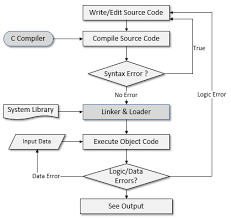 Write/Edit Source Code
C Compiler
Compile Source Code
True
Syntax Error ?
Logic Error
No Error
System Library
Linker & Loader
Input Data
Execute Object Code
Data Error
Logic/Data
Errors?
See Output